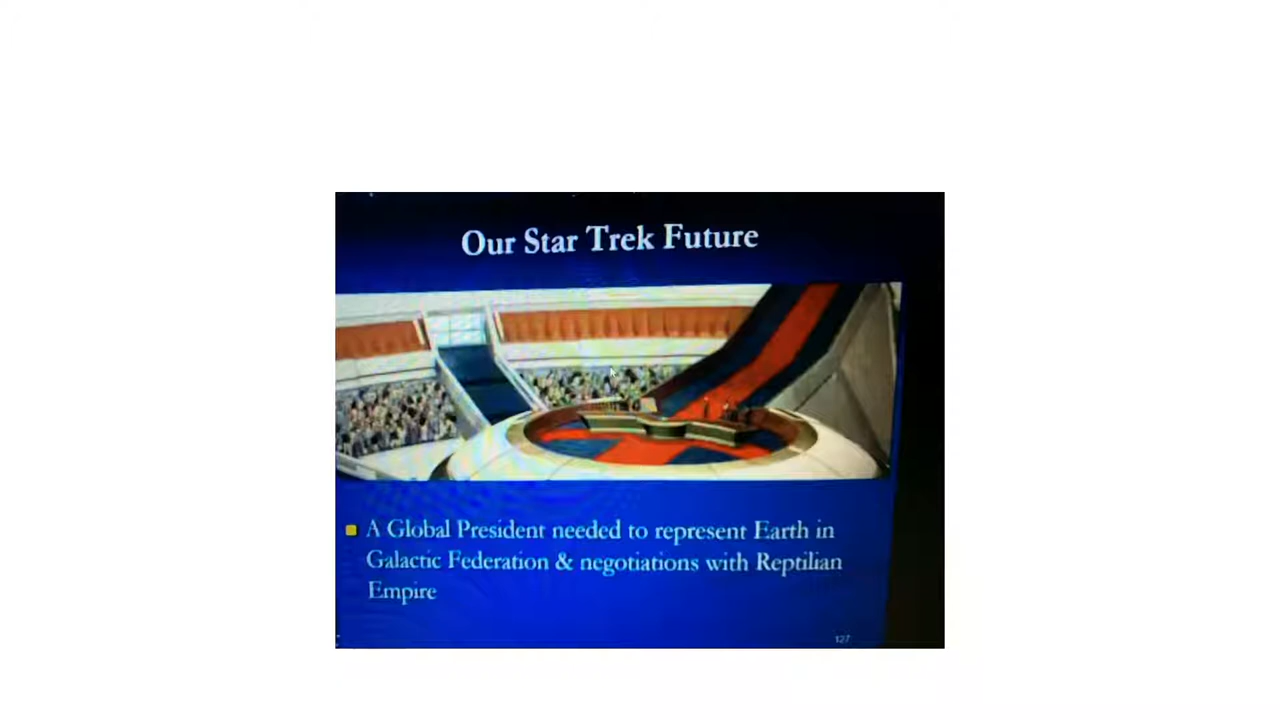 Our Star Trek Future
A Global President needed to represent Earth in
Galactic Federation & negotiations with Reptilian
Empire
127